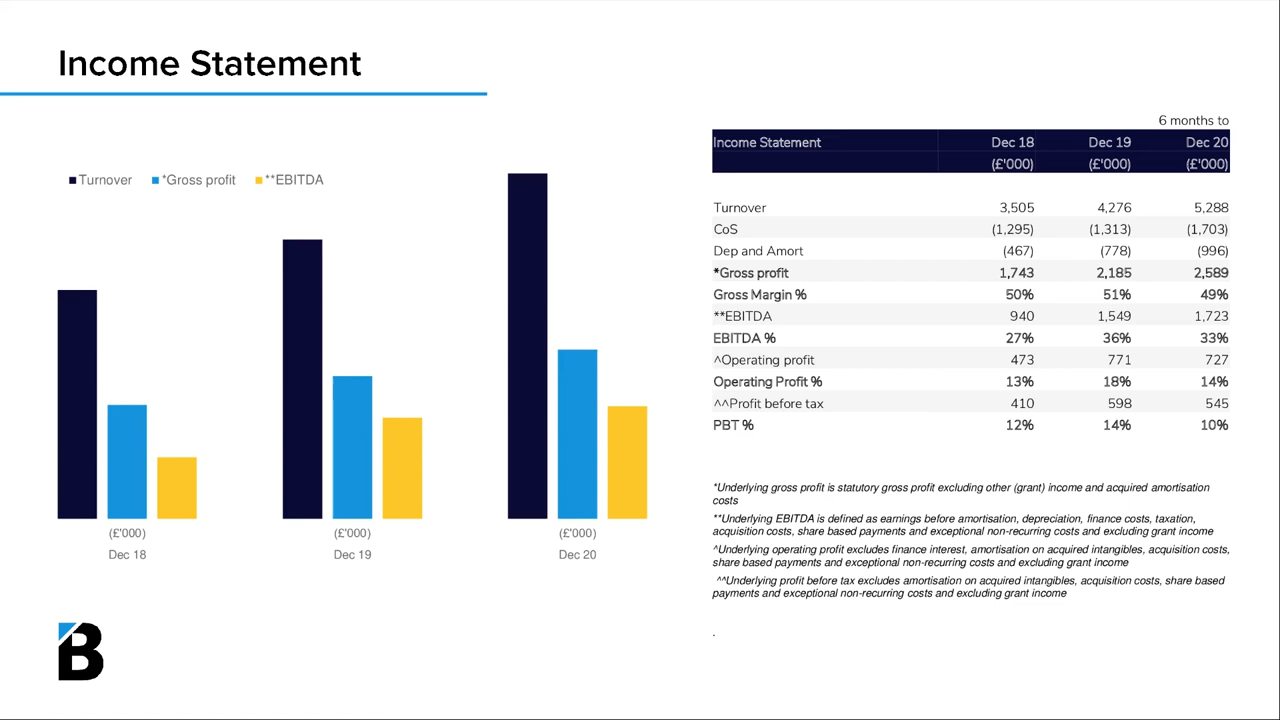 Income Statement
Turnover *Gross profit **EBITDA
(£'000) (£'000) (£'000)
Dec 18 Dec 19 Dec 20
B
6 months to
Income Statement Dec 18 Dec 19 Dec 20
(£'000) (£'000) (£'000)
Turnover 3,505 4,276 5,288
CoS (1,295) (1,313) (1,703)
Dep and Amort (467) (778) (996)
*Gross profit 1,743 2,185 2,589
Gross Margin % 50% 51% 49%
**EBITDA 940 1,549 1,723
EBITDA % 27% 36% 33%
^Operating profit 473 771 727
Operating Profit % 13% 18% 14%
^^Profit before tax 410 598 545
PBT % 12% 14% 10%
*Underlying gross profit is statutory gross profit excluding other (grant) income and acquired amortisation
costs
**Underlying EBITDA is defined as earnings before amortisation, depreciation, finance costs, taxation,
acquisition costs, share based payments and exceptional non-recurring costs and excluding grant income
^Underlying operating profit excludes finance interest, amortisation on acquired intangibles, acquisition costs,
share based payments and exceptional non-recurring costs and excluding grant income
^^Underlying profit before tax excludes amortisation on acquired intangibles, acquisition costs, share based
payments and exceptional non-recurring costs and excluding grant income
.